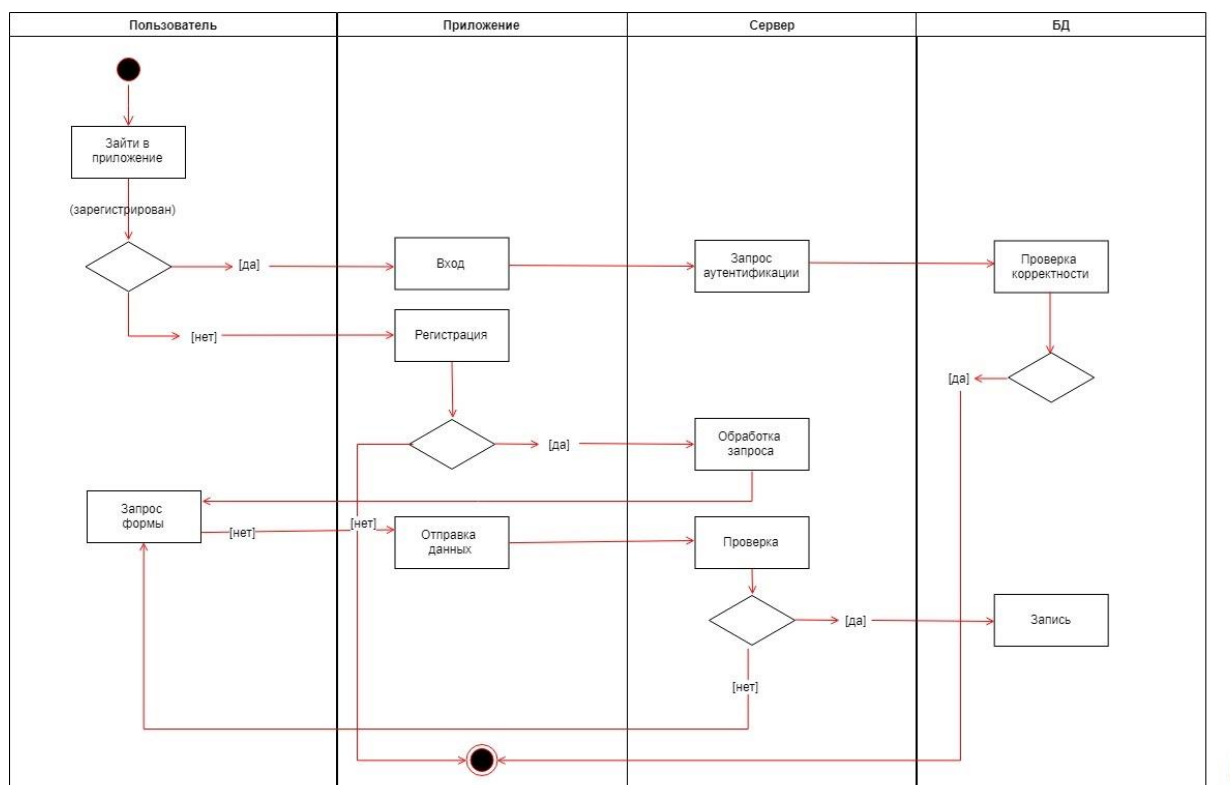 Пользователь
Приложение
Сервер
БД
Зайти в
приложение
(зарегистрирован)
[да]
Вход
Запрос
аутентификации
Проверка
корректности
[нет]
Регистрация
[да]
[да]
Обработка
запроса
Запрос
формы
[нет]
[нет]
Отправка
данных
Проверка
[да]
Запись
[нет]